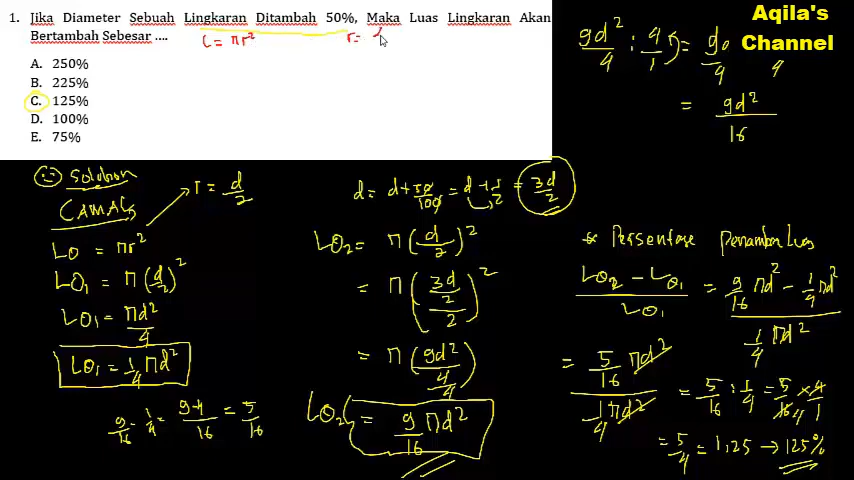 1. Jika Diameter Sebuah Lingkaran Ditambah 50%, Maka Luas Lingkaran Akan
Bertambah Sebesar ....
L = πr² r =
A. 250%
B. 225%
C. 125%
D. 100%
E. 75%
Aqila's
Channel
9d²/4 : 4/1 =
= 9d²/16
Solution
CAMAC
r = d/2
LO = πr²
LO₁ = π(d/2)²
LO₁ = πd²/4
LO₁ = 1/4 πd²
9/16 - 1/4 = 9-4/16 = 5/16
d = d + 50/100 = d + 1/2 = 3d/2
LO₂ = π(d/2)²
= π(3d/2/2)²
= π(9d²/4/4)
LO₂ = 9/16 πd²
* Persentase Penambahan Luas
LO₂ - LO₁/LO₁ = 9/16 πd² - 1/4 πd²/1/4 πd²
= 5/16 πd²/1/4 πd² = 5/16 : 1/4 = 5/16 4 × 4/1
= 5/4 = 1,25 → 125%